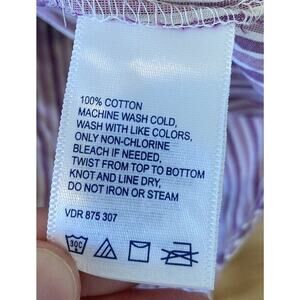 100% COTTON
MACHINE WASH COLD,
WASH WITH LIKE COLORS,
ONLY NON-CHLORINE
BLEACH IF NEEDED,
TWIST FROM TOP TO BOTTOM
KNOT AND LINE DRY,
DO NOT IRON OR STEAM
VDR 875 307
30C